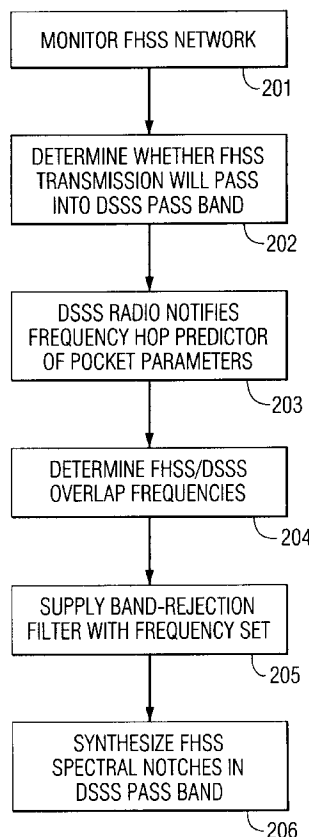 MONITOR FHSS NETWORK
201
DETERMINE WHETHER FHSS
TRANSMISSION WILL PASS
INTO DSSS PASS BAND
202
DSSS RADIO NOTIFIES
FREQUENCY HOP PREDICTOR
OF POCKET PARAMETERS
203
DETERMINE FHSS/DSSS
OVERLAP FREQUENCIES
204
SUPPLY BAND-REJECTION
FILTER WITH FREQUENCY SET
205
SYNTHESIZE FHSS
SPECTRAL NOTCHES IN
DSSS PASS BAND
206